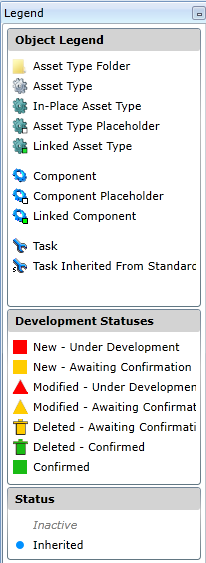 Legend
Object Legend
Asset Type Folder
Asset Type
In-Place Asset Type
Asset Type Placeholder
Linked Asset Type
Component
Component Placeholder
Linked Component
Task
Task Inherited From Standarc
Development Statuses
New - Under Development
New - Awaiting Confirmation
Modified - Under Developmen
Modified - Awaiting Confirmat
Deleted - Awaiting Confirmati
Deleted - Confirmed
Confirmed
Status
Inactive
Inherited